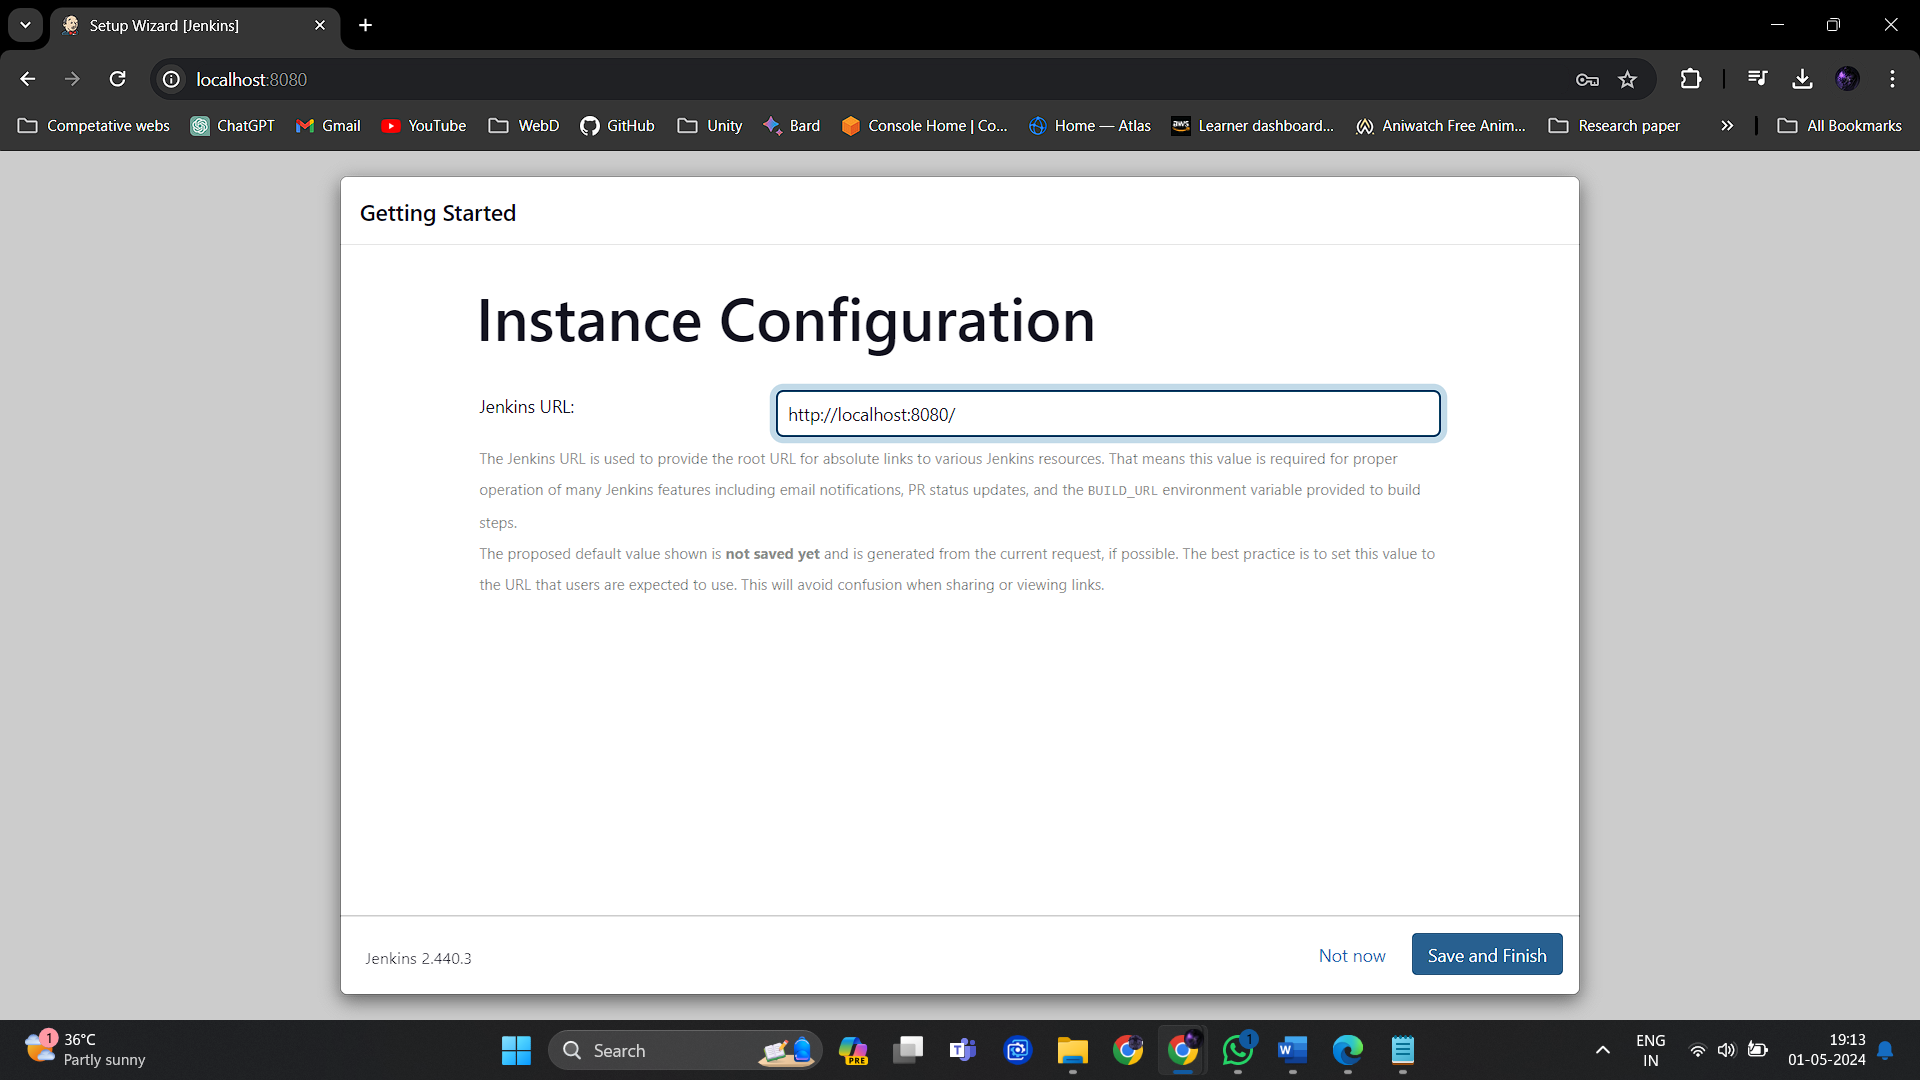 Setup Wizard [Jenkins]
localhost:8080
Competative webs ChatGPT Gmail YouTube WebD GitHub Unity Bard Console Home | Co... Home — Atlas Learner dashboard... Aniwatch Free Anim... Research paper All Bookmarks
Getting Started
Instance Configuration
Jenkins URL:
http://localhost:8080/
The Jenkins URL is used to provide the root URL for absolute links to various Jenkins resources. That means this value is required for proper
operation of many Jenkins features including email notifications, PR status updates, and the BUILD_URL environment variable provided to build
steps.
The proposed default value shown is not saved yet and is generated from the current request, if possible. The best practice is to set this value to
the URL that users are expected to use. This will avoid confusion when sharing or viewing links.
Jenkins 2.440.3
Not now
Save and Finish
1
36°C
Partly sunny
Search
PRE
1
ENG
IN
19:13
01-05-2024